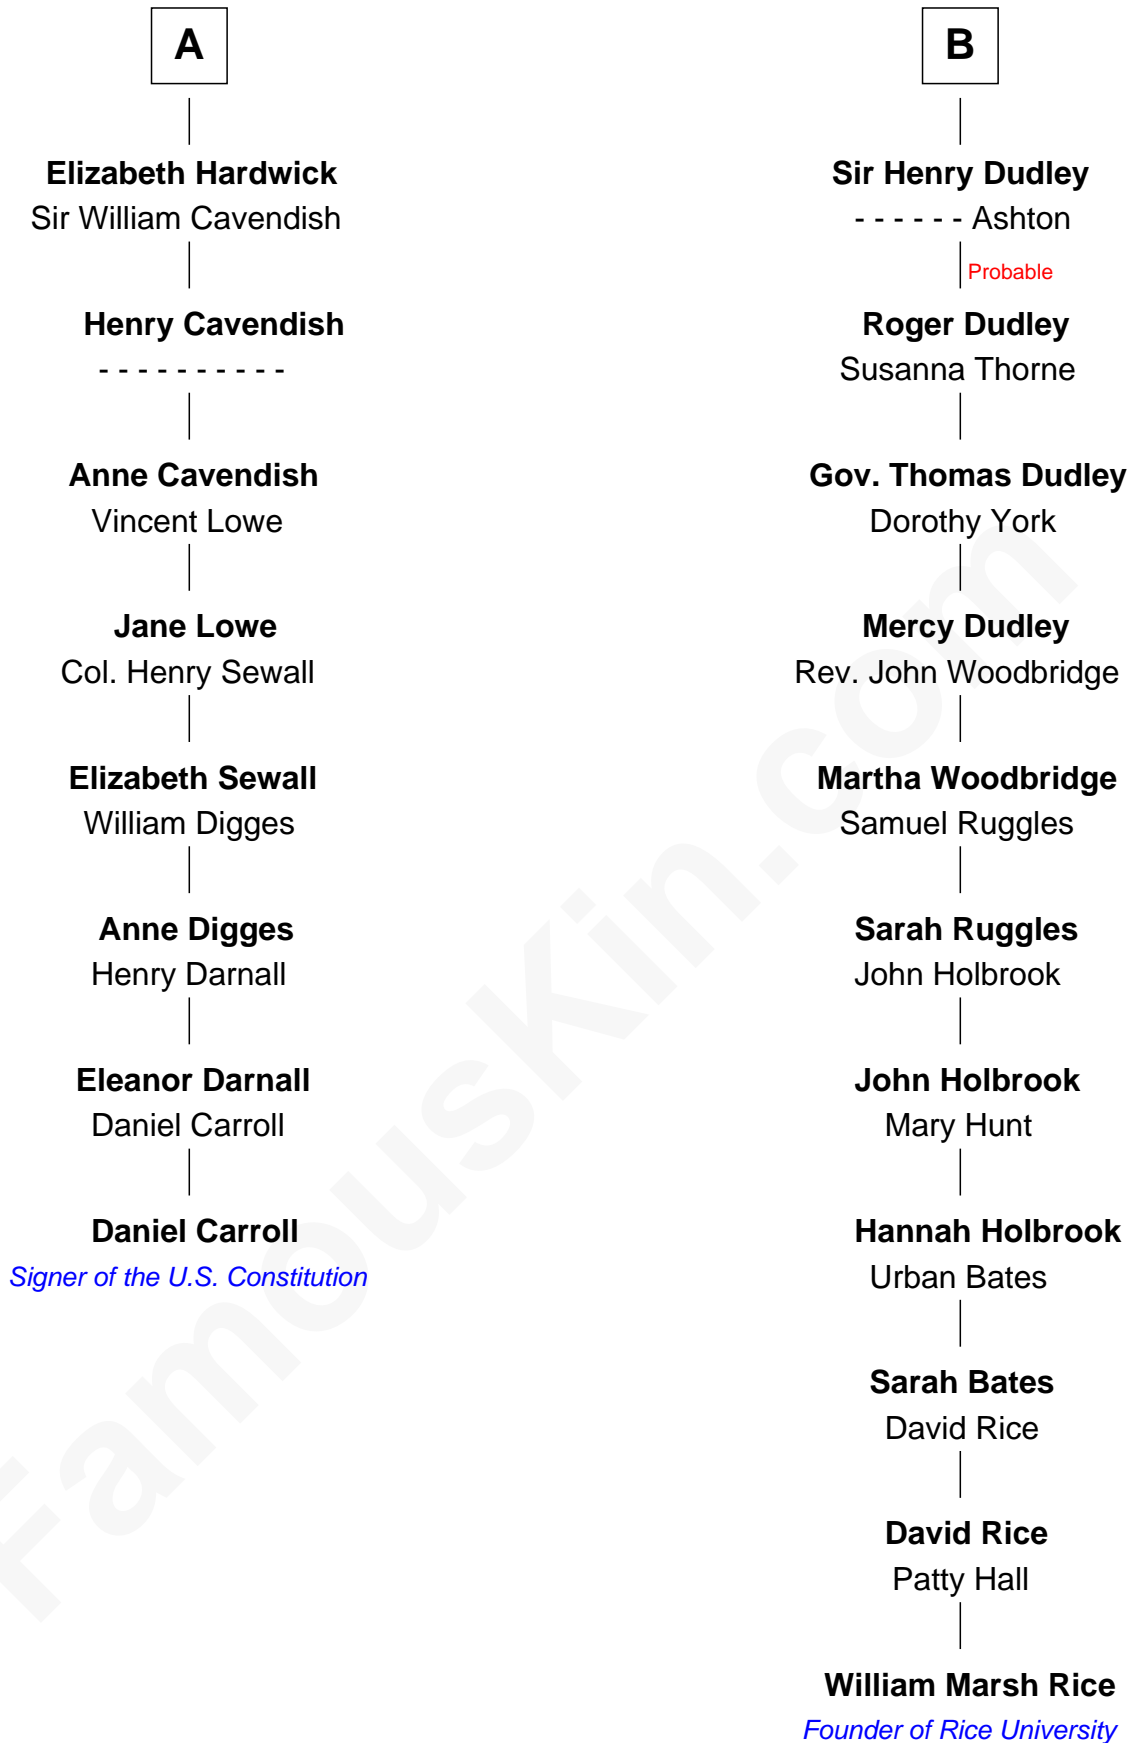 A
Elizabeth Hardwick
Sir William Cavendish
Henry Cavendish
- - - - - - - - - -
Anne Cavendish
Vincent Lowe
Jane Lowe
Col. Henry Sewall
Elizabeth Sewall
William Digges
Anne Digges
Henry Darnall
Eleanor Darnall
Daniel Carroll
Daniel Carroll
Signer of the U.S. Constitution
B
Sir Henry Dudley
- - - - - - Ashton
Probable
Roger Dudley
Susanna Thorne
Gov. Thomas Dudley
Dorothy York
Mercy Dudley
Rev. John Woodbridge
Martha Woodbridge
Samuel Ruggles
Sarah Ruggles
John Holbrook
John Holbrook
Mary Hunt
Hannah Holbrook
Urban Bates
Sarah Bates
David Rice
David Rice
Patty Hall
William Marsh Rice
Founder of Rice University
FamousKin.com